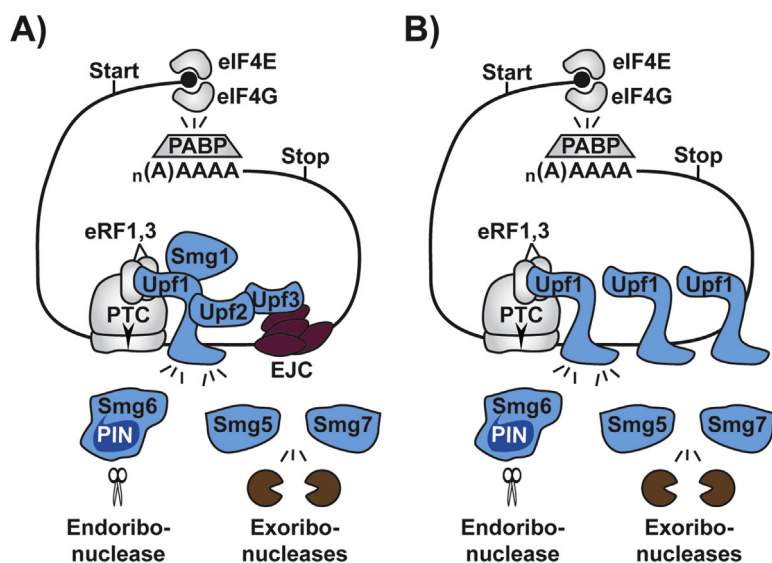 A)
eIF4E
Start
eIF4G
PABP
Stop
n(A)AAAA
eRF1,3
Smg1
Upf1
Upf3
Upf2
PTC
EJC
Smg6
PIN
Smg5
Smg7
Endoribo-
nuclease
Exoribo-
nucleases
B)
eIF4E
Start
eIF4G
PABP
Stop
n(A)AAAA
eRF1,3
Upf1
Upf1
Upf1
PTC
Smg6
PIN
Smg5
Smg7
Endoribo-
nuclease
Exoribo-
nucleases